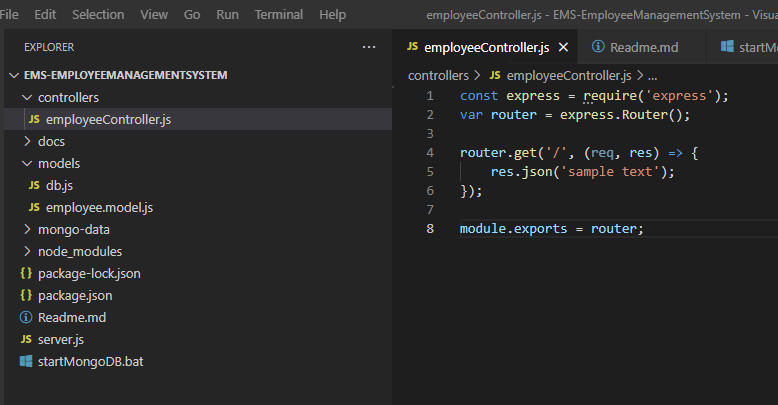 File Edit Selection View Go Run Terminal Help employeeController.js - EMS-EmployeeManagementSystem - Visua
EXPLORER ...
EMS-EMPLOYEEMANAGEMENTSYSTEM
controllers
JS employeeController.js
docs
models
JS db.js
JS employee.model.js
mongo-data
node_modules
{} package-lock.json
{} package.json
Readme.md
JS server.js
startMongoDB.bat
JS employeeController.js Readme.md startM
controllers > JS employeeController.js > ...
1 const express = require('express');
2 var router = express.Router();
3
4 router.get('/', (req, res) => {
5 res.json('sample text');
6 });
7
8 module.exports = router;